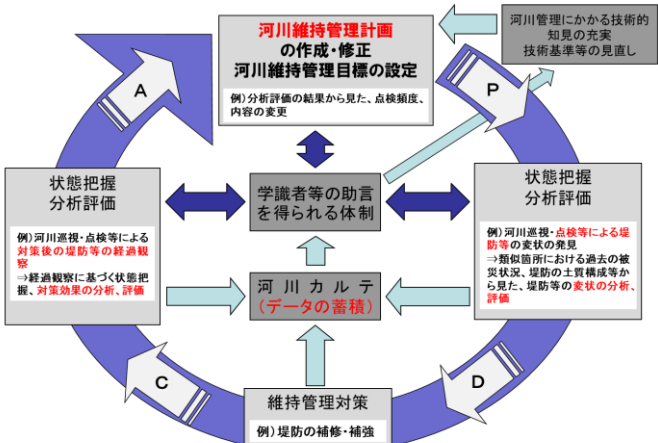 河川維持管理計画
の作成・修正
河川維持管理目標の設定
例）分析評価の結果から見た、点検頻度、
内容の変更
河川管理にかかる技術的
知見の充実
技術基準等の見直し
A
P
状態把握
分析評価
例）河川巡視・点検等による
対策後の堤防等の経過観
察
⇒経過観察に基づく状態把
握、対策効果の分析、評価
学識者等の助言
を得られる体制
状態把握
分析評価
例）河川巡視・点検等による堤
防等の変状の発見
⇒類似箇所における過去の被
災状況、堤防の土質構成等から
見た、堤防等の変状の分析、
評価
河川カルテ
（データの蓄積）
C
D
維持管理対策
例）堤防の補修・補強